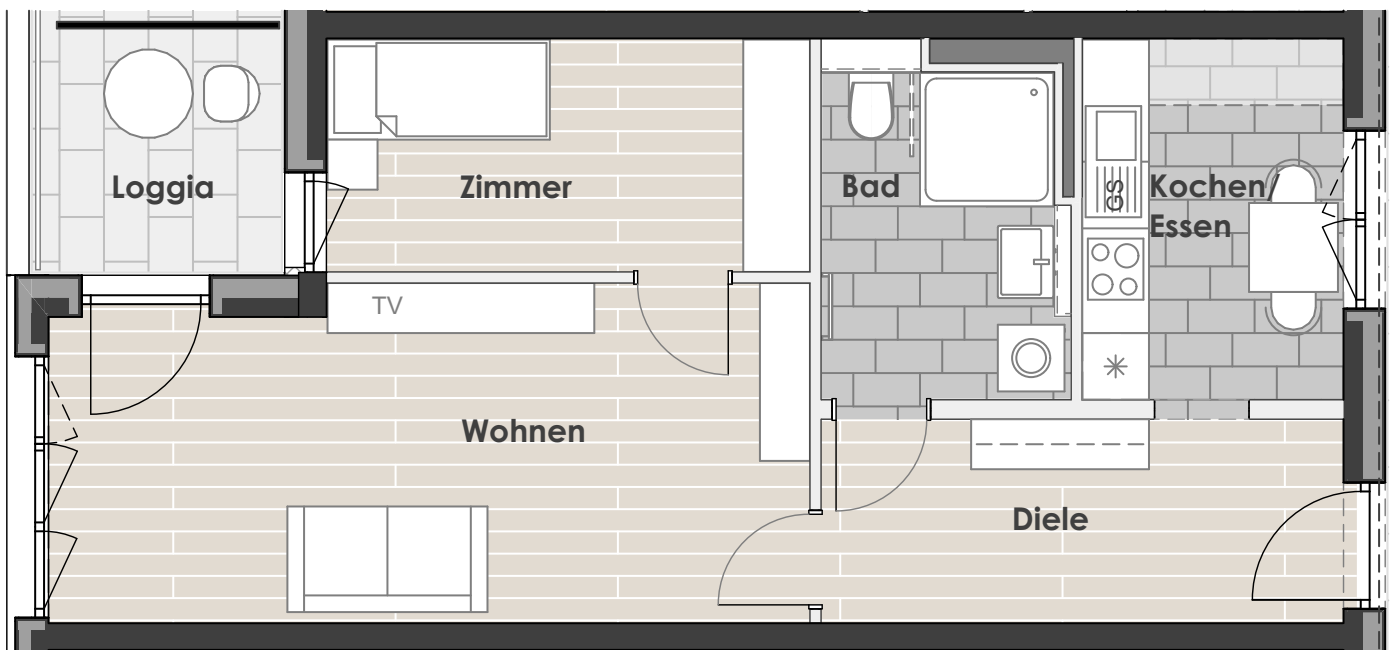 Loggia
Zimmer
Bad
GS
Kochen/
Essen
TV
Wohnen
Diele